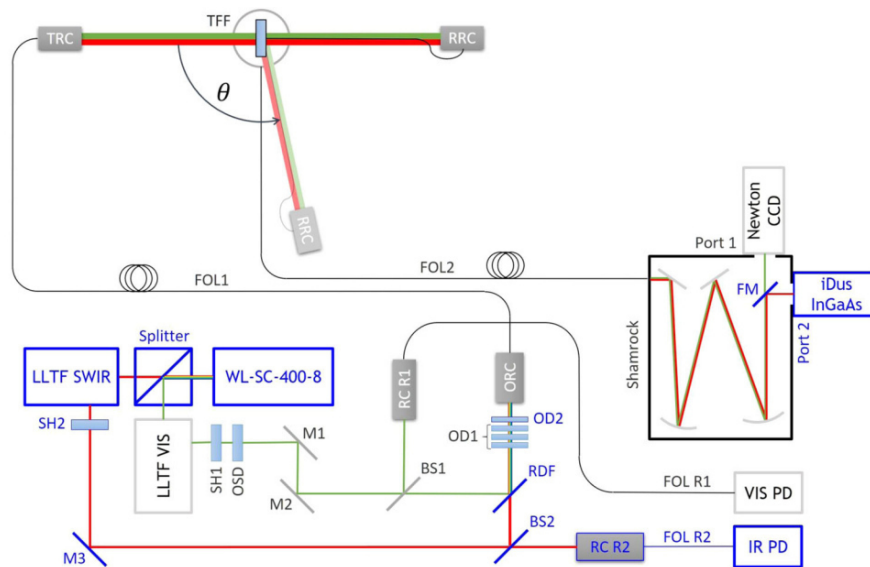 TFF
TRC
RRC
θ
RRC
Newton
CCD
Port 1
FOL1
FOL2
FM
iDus
InGaAs
Splitter
Shamrock
Port 2
LLTF SWIR
WL-SC-400-8
RC R1
ORC
SH2
OD2
OD1
LLTF VIS
SH1
OSD
M1
BS1
RDF
M2
FOL R1
VIS PD
BS2
M3
RC R2
FOL R2
IR PD